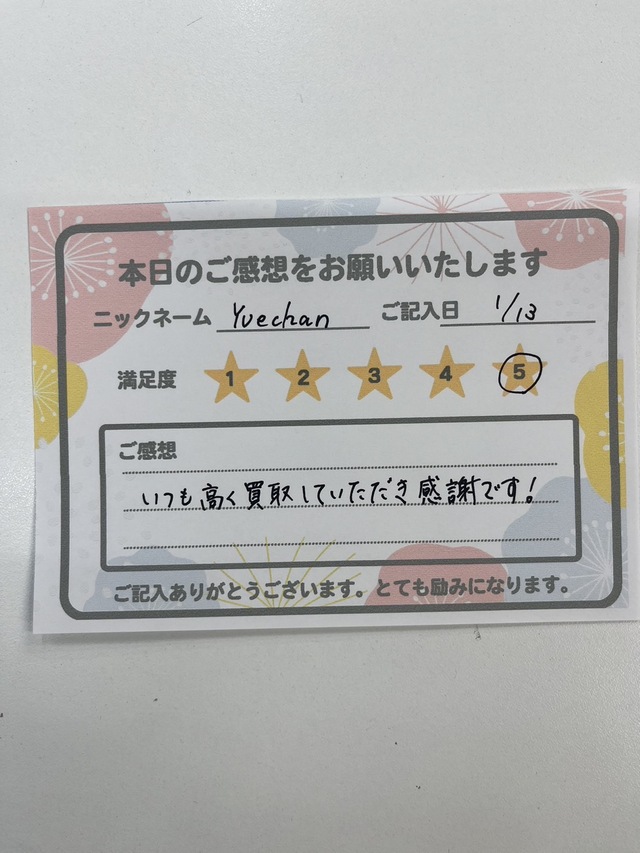 本日のご感想をお願いいたします
ニックネーム Yuechan ご記入日 1/13
満足度 1 2 3 4 5
ご感想
いつも高く買取していただき感謝です!
ご記入ありがとうございます。とても励みになります。